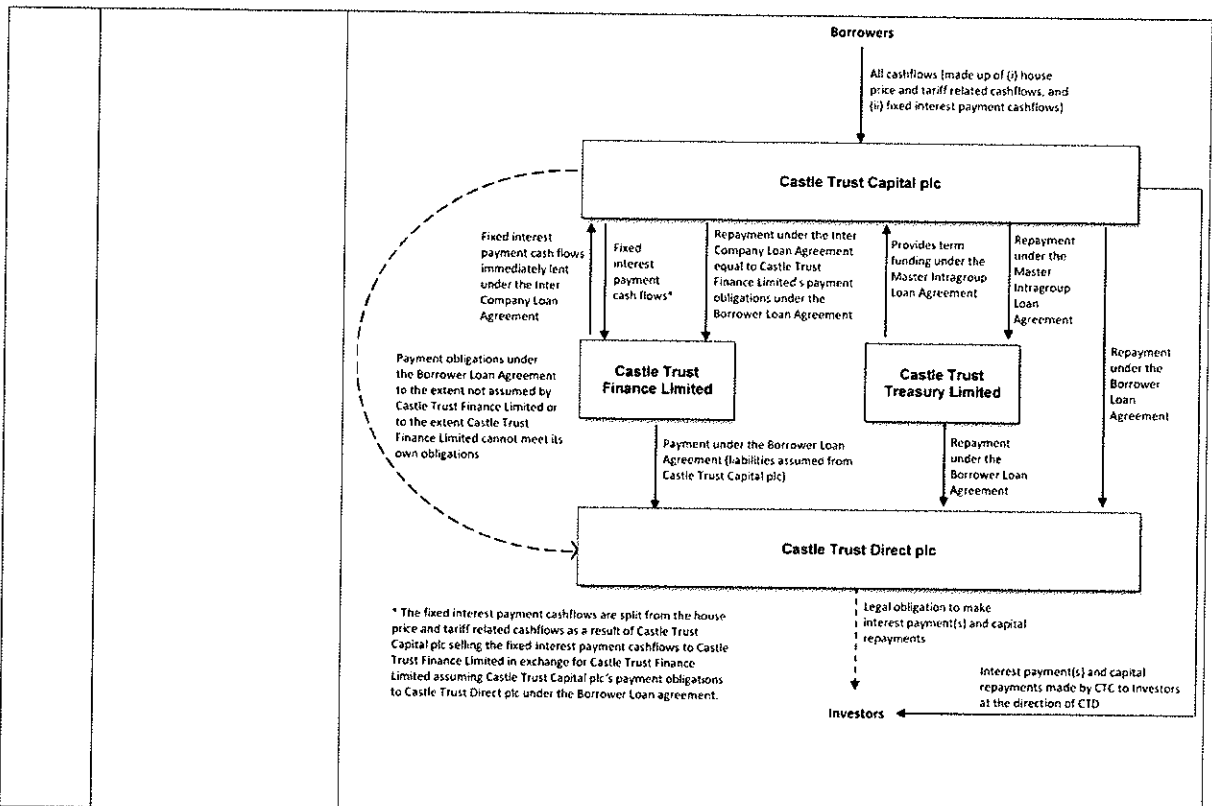 Borrowers
All cashflows (made up of (i) house
price and tariff related cashflows, and
(ii) fixed interest payment cashflows)
Castle Trust Capital plc
Fixed interest
payment cash flows
immediately lent
under the Inter
Company Loan
Agreement
Fixed
interest
payment
cash flows*
Repayment under the Inter
Company Loan Agreement
equal to Castle Trust
Finance Limited's payment
obligations under the
Borrower Loan Agreement
Provides term
funding under the
Master Intragroup
Loan Agreement
Repayment
under the
Master
Intragroup
Loan
Agreement
Repayment
under the
Borrower
Loan
Agreement
Payment obligations under
the Borrower Loan Agreement
to the extent not assumed by
Castle Trust Finance Limited or
to the extent Castle Trust
Finance Limited cannot meet its
own obligations
Castle Trust
Finance Limited
Castle Trust
Treasury Limited
Payment under the Borrower Loan
Agreement (liabilities assumed from
Castle Trust Capital plc)
Repayment
under the
Borrower Loan
Agreement
Castle Trust Direct plc
* The fixed interest payment cashflows are split from the house
price and tariff related cashflows as a result of Castle Trust
Capital plc selling the fixed interest payment cashflows to Castle
Trust Finance Limited in exchange for Castle Trust Finance
Limited assuming Castle Trust Capital plc's payment obligations
to Castle Trust Direct plc under the Borrower Loan agreement.
Legal obligation to make
interest payment(s) and capital
repayments
Interest payment(s) and capital
repayments made by CTC to Investors
at the direction of CTD
Investors